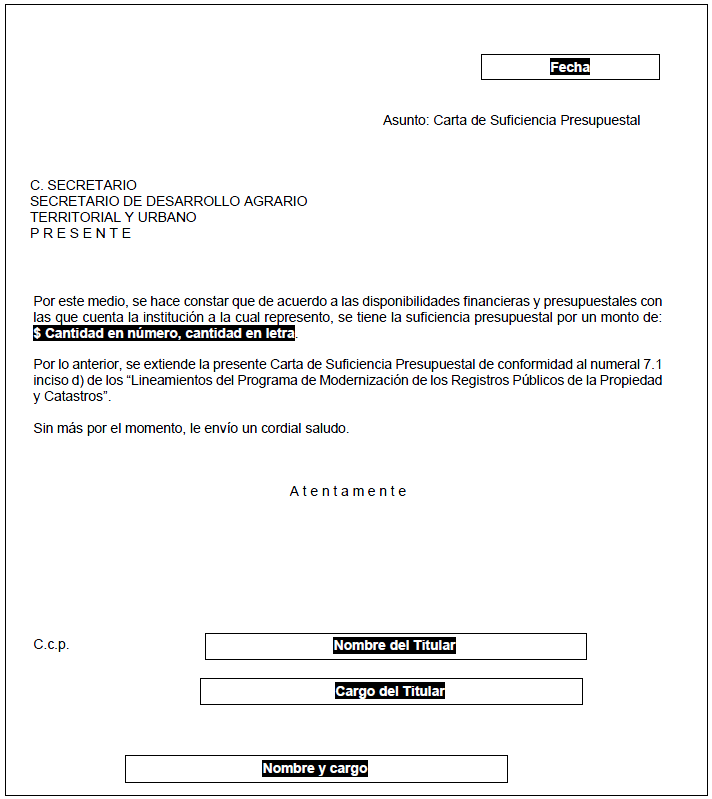 Fecha
Asunto: Carta de Suficiencia Presupuestal
C. SECRETARIO
SECRETARIO DE DESARROLLO AGRARIO
TERRITORIAL Y URBANO
P R E S E N T E
Por este medio, se hace constar que de acuerdo a las disponibilidades financieras y presupuestales con
las que cuenta la institución a la cual represento, se tiene la suficiencia presupuestal por un monto de:
$ Cantidad en número, cantidad en letra.
Por lo anterior, se extiende la presente Carta de Suficiencia Presupuestal de conformidad al numeral 7.1
inciso d) de los “Lineamientos del Programa de Modernización de los Registros Públicos de la Propiedad
y Catastros”.
Sin más por el momento, le envío un cordial saludo.
A t e n t a m e n t e
C.c.p.
Nombre del Titular
Cargo del Titular
Nombre y cargo